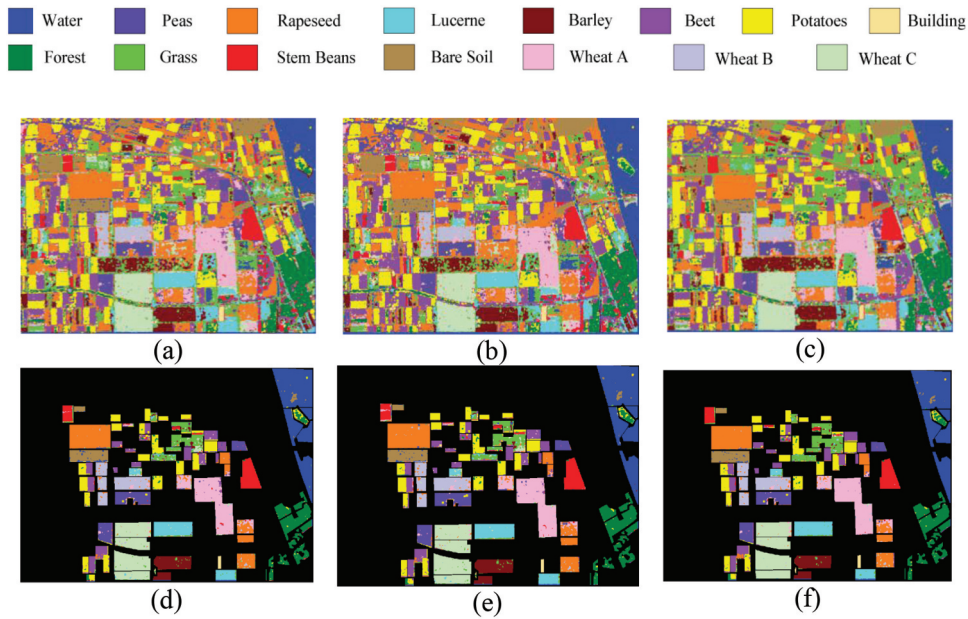 Water Peas Rapeseed Lucerne Barley Beet Potatoes Building
Forest Grass Stem Beans Bare Soil Wheat A Wheat B Wheat C
(a) (b) (c)
(d) (e) (f)